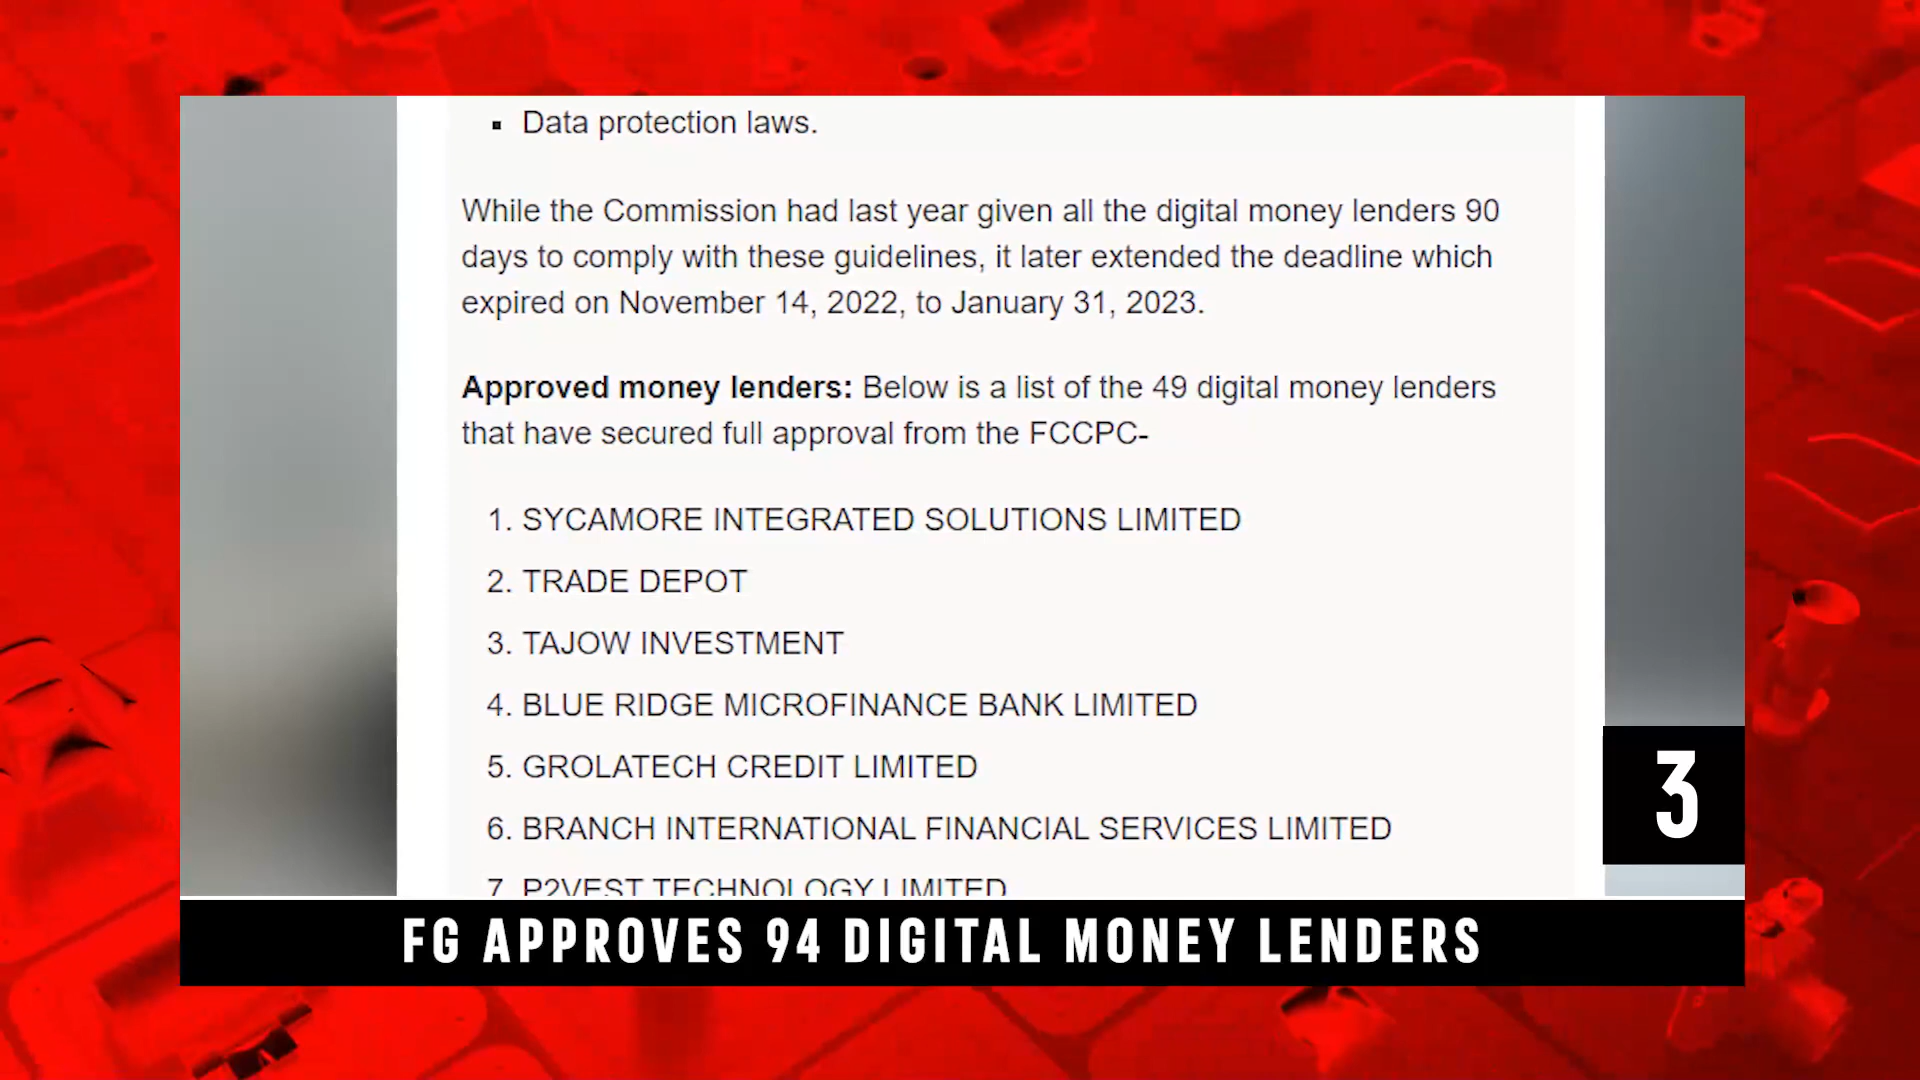 Data protection laws.
While the Commission had last year given all the digital money lenders 90
days to comply with these guidelines, it later extended the deadline which
expired on November 14, 2022, to January 31, 2023.
Approved money lenders: Below is a list of the 49 digital money lenders
that have secured full approval from the FCCPC-
1. SYCAMORE INTEGRATED SOLUTIONS LIMITED
2. TRADE DEPOT
3. TAJOW INVESTMENT
4. BLUE RIDGE MICROFINANCE BANK LIMITED
5. GROLATECH CREDIT LIMITED
6. BRANCH INTERNATIONAL FINANCIAL SERVICES LIMITED
7. P2VEST TECHNOLOGY LIMITED
3
FG APPROVES 94 DIGITAL MONEY LENDERS